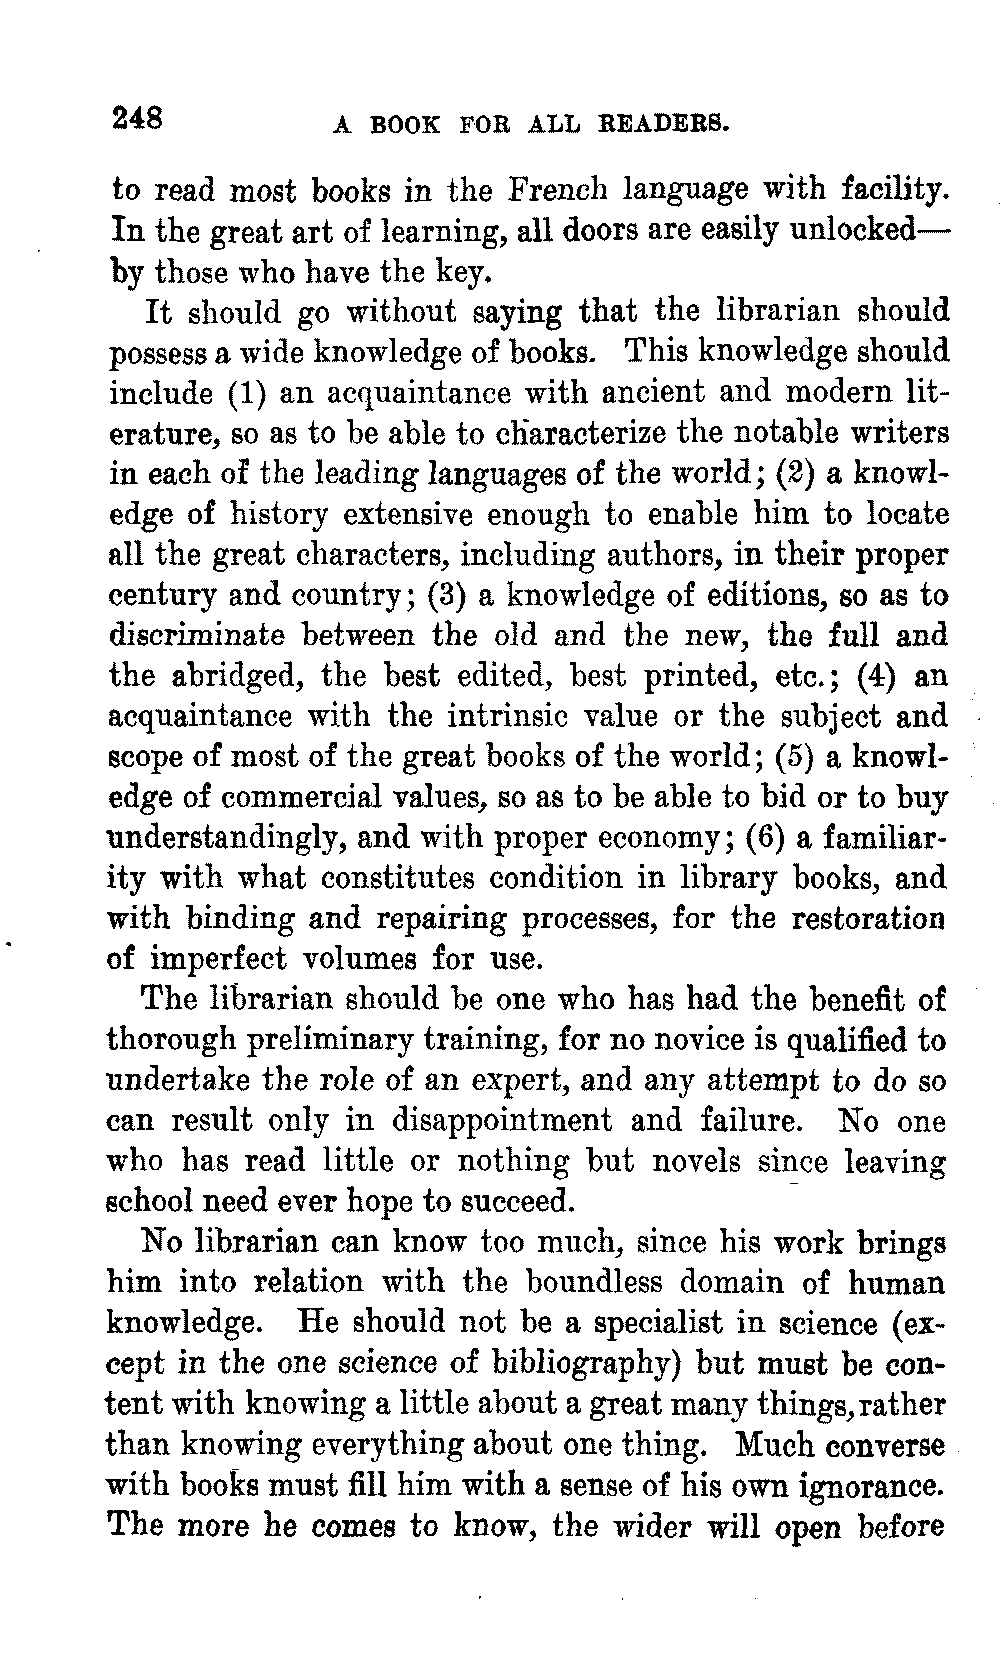 248 A BOOK FOR ALL READERS.
to read most books in the French language with facility.
In the great art of learning, all doors are easily unlocked—
by those who have the key.
It should go without saying that the librarian should
possess a wide knowledge of books. This knowledge should
include (1) an acquaintance with ancient and modern lit-
erature, so as to be able to characterize the notable writers
in each of the leading languages of the world; (2) a knowl-
edge of history extensive enough to enable him to locate
all the great characters, including authors, in their proper
century and country; (3) a knowledge of editions, so as to
discriminate between the old and the new, the full and
the abridged, the best edited, best printed, etc.; (4) an
acquaintance with the intrinsic value or the subject and
scope of most of the great books of the world; (5) a knowl-
edge of commercial values, so as to be able to bid or to buy
understandingly, and with proper economy; (6) a familiar-
ity with what constitutes condition in library books, and
with binding and repairing processes, for the restoration
of imperfect volumes for use.
The librarian should be one who has had the benefit of
thorough preliminary training, for no novice is qualified to
undertake the role of an expert, and any attempt to do so
can result only in disappointment and failure. No one
who has read little or nothing but novels since leaving
school need ever hope to succeed.
No librarian can know too much, since his work brings
him into relation with the boundless domain of human
knowledge. He should not be a specialist in science (ex-
cept in the one science of bibliography) but must be con-
tent with knowing a little about a great many things, rather
than knowing everything about one thing. Much converse
with books must fill him with a sense of his own ignorance.
The more he comes to know, the wider will open before